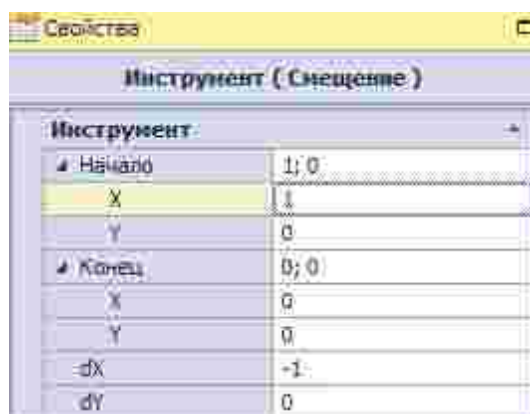 Свойства
Инструмент ( Смещение )
Инструмент
Начало 1; 0
X 1
Y 0
Конец 0; 0
X 0
Y 0
dX -1
dY 0